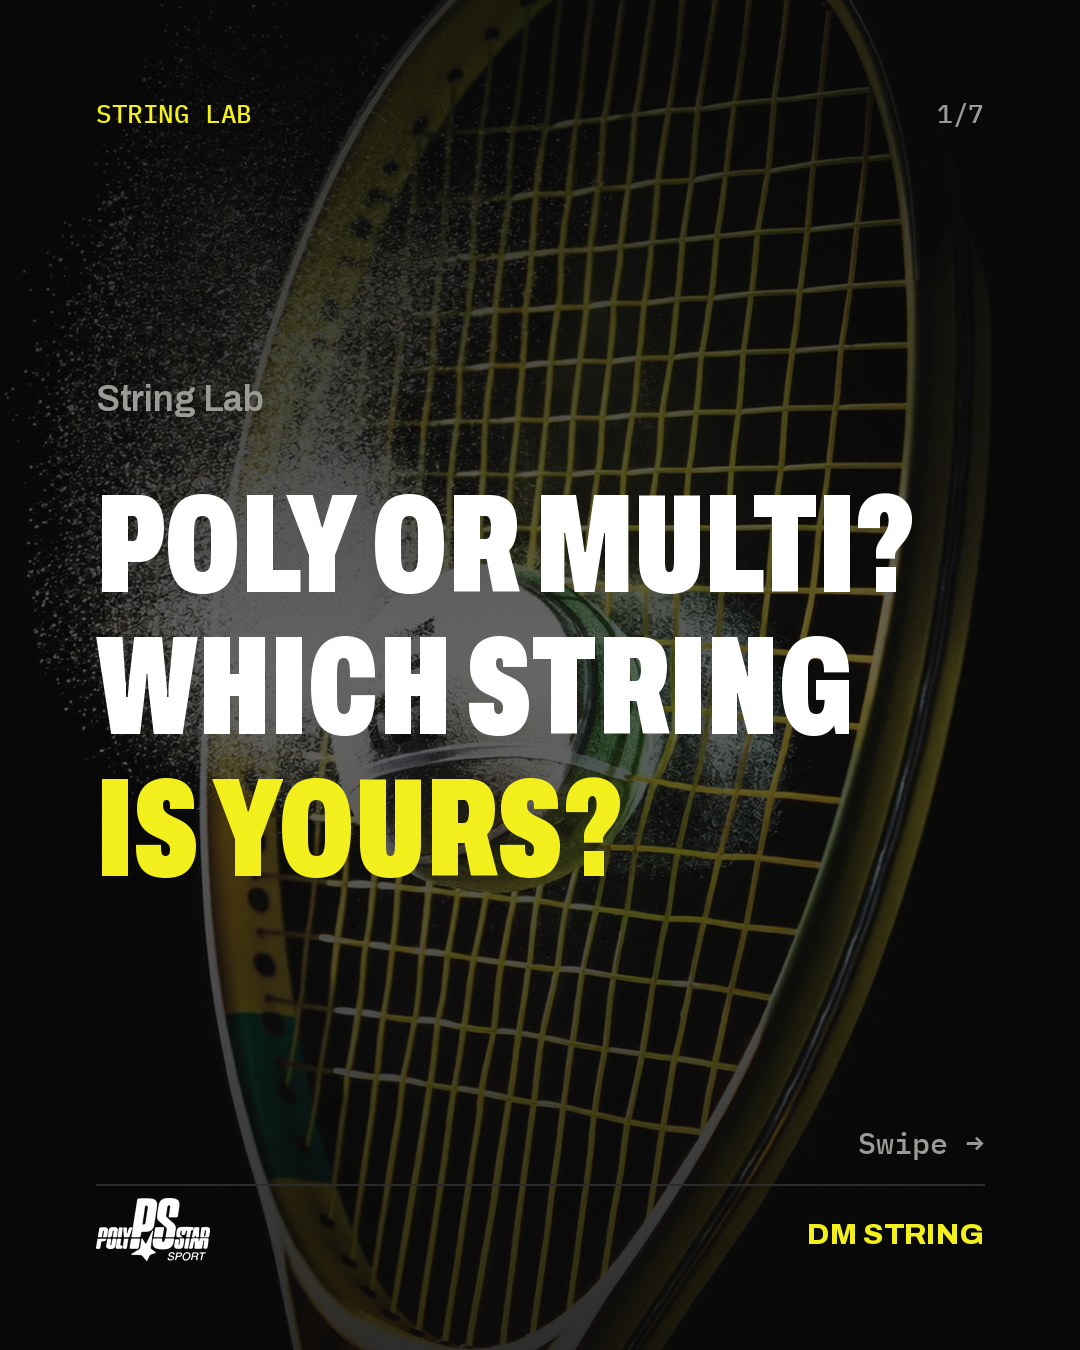 STRING LAB
1/7
String Lab
POLY OR MULTI?
WHICH STRING
IS YOURS?
Swipe →
POLY PS STAR
SPORT
DM STRING